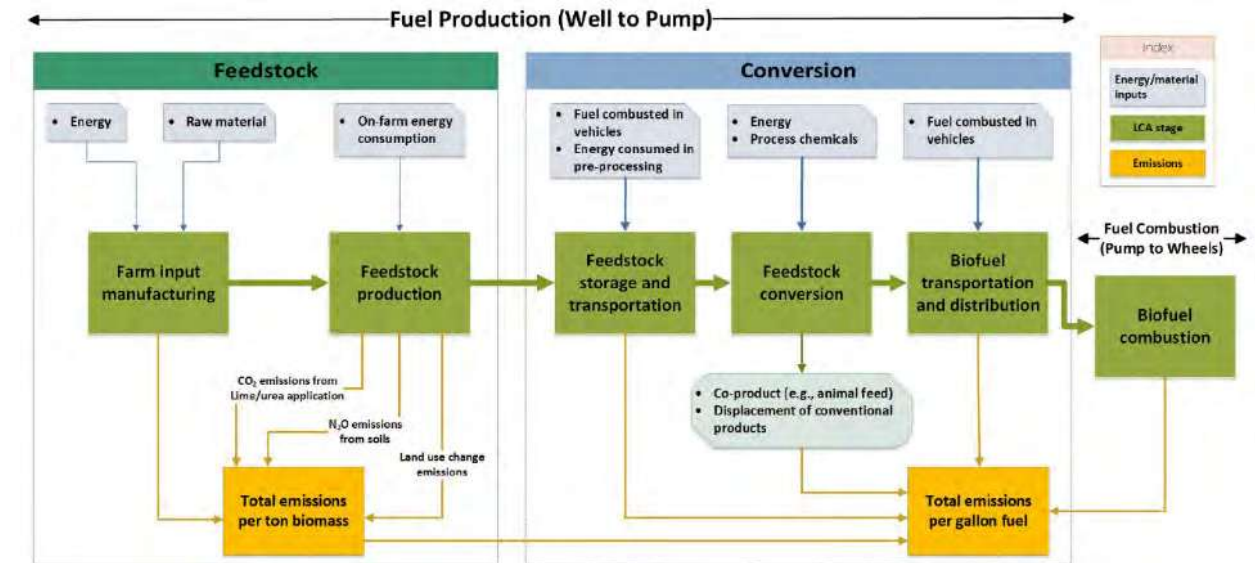 Fuel Production (Well to Pump)
Feedstock
Conversion
Index
Energy/material
inputs
LCA stage
Emissions
• Energy
• Raw material
• On-farm energy
consumption
• Fuel combusted in
vehicles
• Energy consumed in
pre-processing
• Energy
• Process chemicals
• Fuel combusted in
vehicles
Fuel Combustion
(Pump to Wheels)
Farm input
manufacturing
Feedstock
production
Feedstock
storage and
transportation
Feedstock
conversion
Biofuel
transportation
and distribution
Biofuel
combustion
CO₂ emissions from
Lime/urea application
N₂O emissions
from soils
Land use change
emissions
• Co-product (e.g., animal feed)
• Displacement of conventional
products
Total emissions
per ton biomass
Total emissions
per gallon fuel